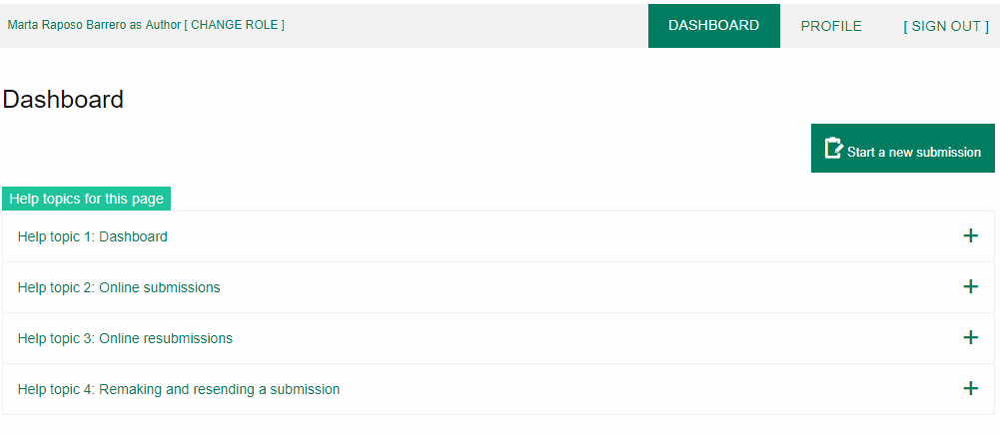 Marta Raposo Barrero as Author [ CHANGE ROLE ]
DASHBOARD
PROFILE
[ SIGN OUT ]
Dashboard
Start a new submission
Help topics for this page
Help topic 1: Dashboard
Help topic 2: Online submissions
Help topic 3: Online resubmissions
Help topic 4: Remaking and resending a submission